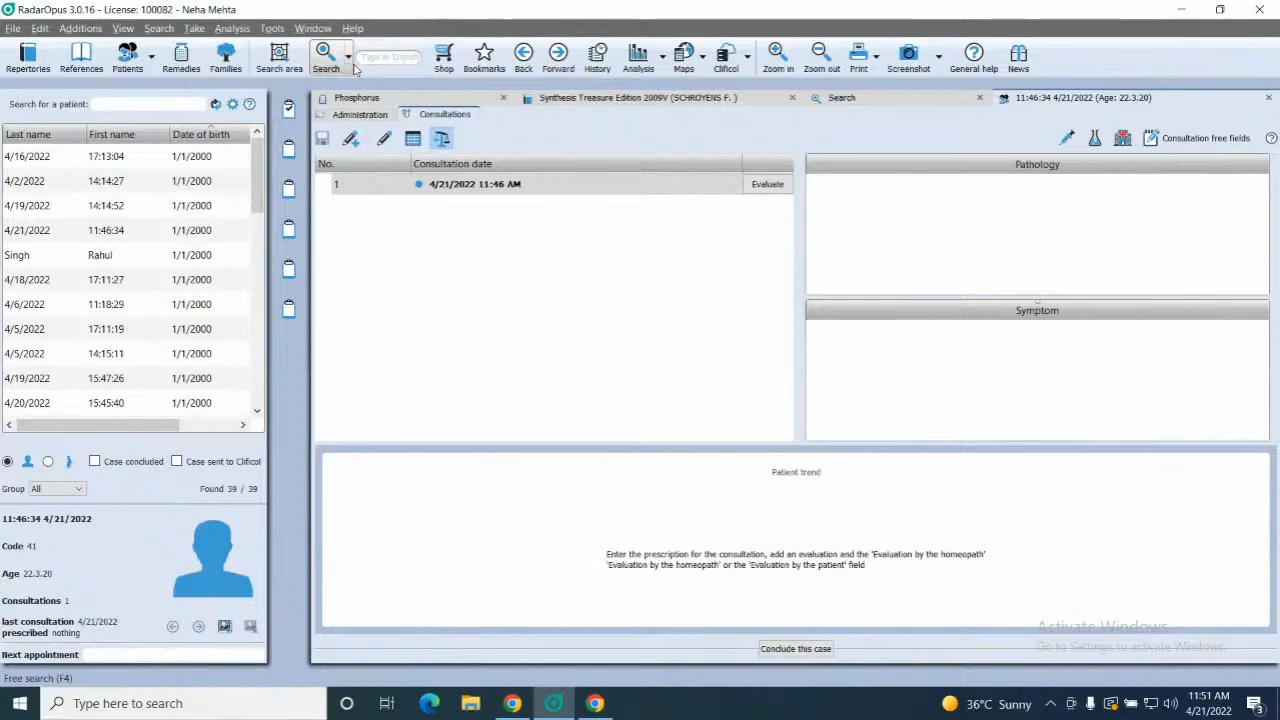 RadarOpus 3.0.16 - License: 100082 - Neha Mehta
File Edit Additions View Search Take Analysis Tools Window Help
Repertories References Patients Remedies Families Search area Search Type in English Shop Bookmarks Back Forward History Analysis Maps Clificol Zoom in Zoom out Print Screenshot General help News
Search for a patient:
Last name First name Date of birth
4/16/2022 17:13:04 1/1/2000
4/2/2022 14:14:27 1/1/2000
4/19/2022 14:14:52 1/1/2000
4/21/2022 11:46:34 1/1/2000
Singh Rahul 1/1/2000
4/18/2022 17:11:27 1/1/2000
4/6/2022 11:18:29 1/1/2000
4/5/2022 17:11:19 1/1/2000
4/5/2022 14:15:11 1/1/2000
4/19/2022 15:47:26 1/1/2000
4/20/2022 15:45:40 1/1/2000
Case concluded Case sent to Clificol
Group All Found 39 / 39
11:46:34 4/21/2022
Code 41
Age 22.3.20
Consultations 1
last consultation 4/21/2022
prescribed nothing
Next appointment
Phosphorus Synthesis Treasure Edition 2009V (SCHROYENS F. ) Search 11:46:34 4/21/2022 (Age: 22.3.20)
Administration Consultations
Consultation free fields
No. Consultation date
1 4/21/2022 11:46 AM Evaluate
Pathology
Symptom
Patient trend
Enter the prescription for the consultation, add an evaluation and the 'Evaluation by the homeopath'
'Evaluation by the homeopath' or the 'Evaluation by the patient' field
Activate Windows
Go to Settings to activate Windows.
Conclude this case
Free search (F4)
Type here to search
36°C Sunny
11:51 AM
4/21/2022
3